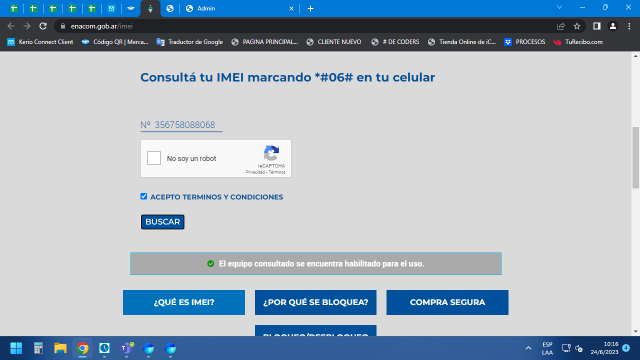 Admin
enacom.gob.ar/imei
Kerio Connect Client
Código QR | Merca...
Traductor de Google
PAGINA PRINCIPAL...
CLIENTE NUEVO
# DE CODERS
Tienda Online de iC...
PROCESOS
TuRecibo.com
Consultá tu IMEI marcando *#06# en tu celular
Nº 356758088068
No soy un robot
reCAPTCHA
Privacidad - Términos
ACEPTO TERMINOS Y CONDICIONES
BUSCAR
El equipo consultado se encuentra habilitado para el uso.
¿QUÉ ES IMEI?
¿POR QUÉ SE BLOQUEA?
COMPRA SEGURA
BLOQUEO/DESBLOQUEO
ESP
LAA
10:16
24/6/2023
4